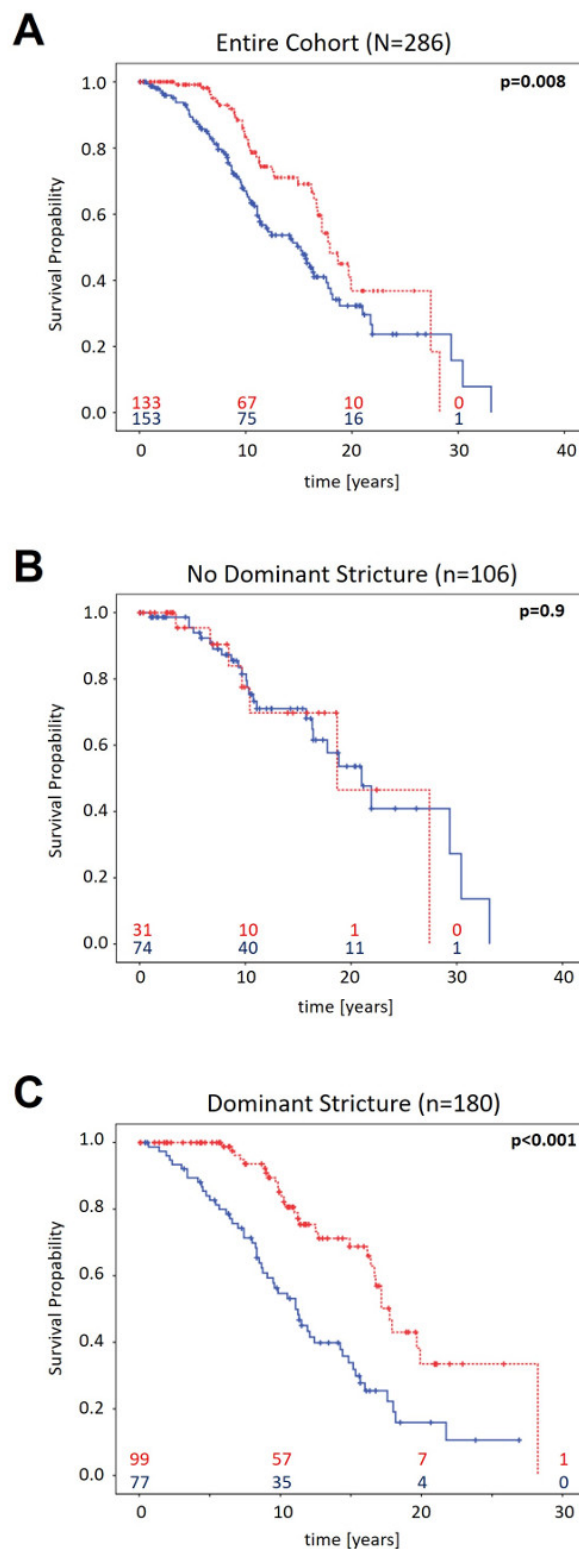 A
Entire Cohort (N=286)
p=0.008
Survival Propability
1.0
0.8
0.6
0.4
0.2
0.0
133 67 10 0
153 75 16 1
0 10 20 30 40
time [years]
B
No Dominant Stricture (n=106)
p=0.9
Survival Propability
1.0
0.8
0.6
0.4
0.2
0.0
31 10 1 0
74 40 11 1
0 10 20 30 40
time [years]
C
Dominant Stricture (n=180)
p<0.001
Survival Propability
1.0
0.8
0.6
0.4
0.2
0.0
99 57 7 1
77 35 4 0
0 10 20 30
time [years]